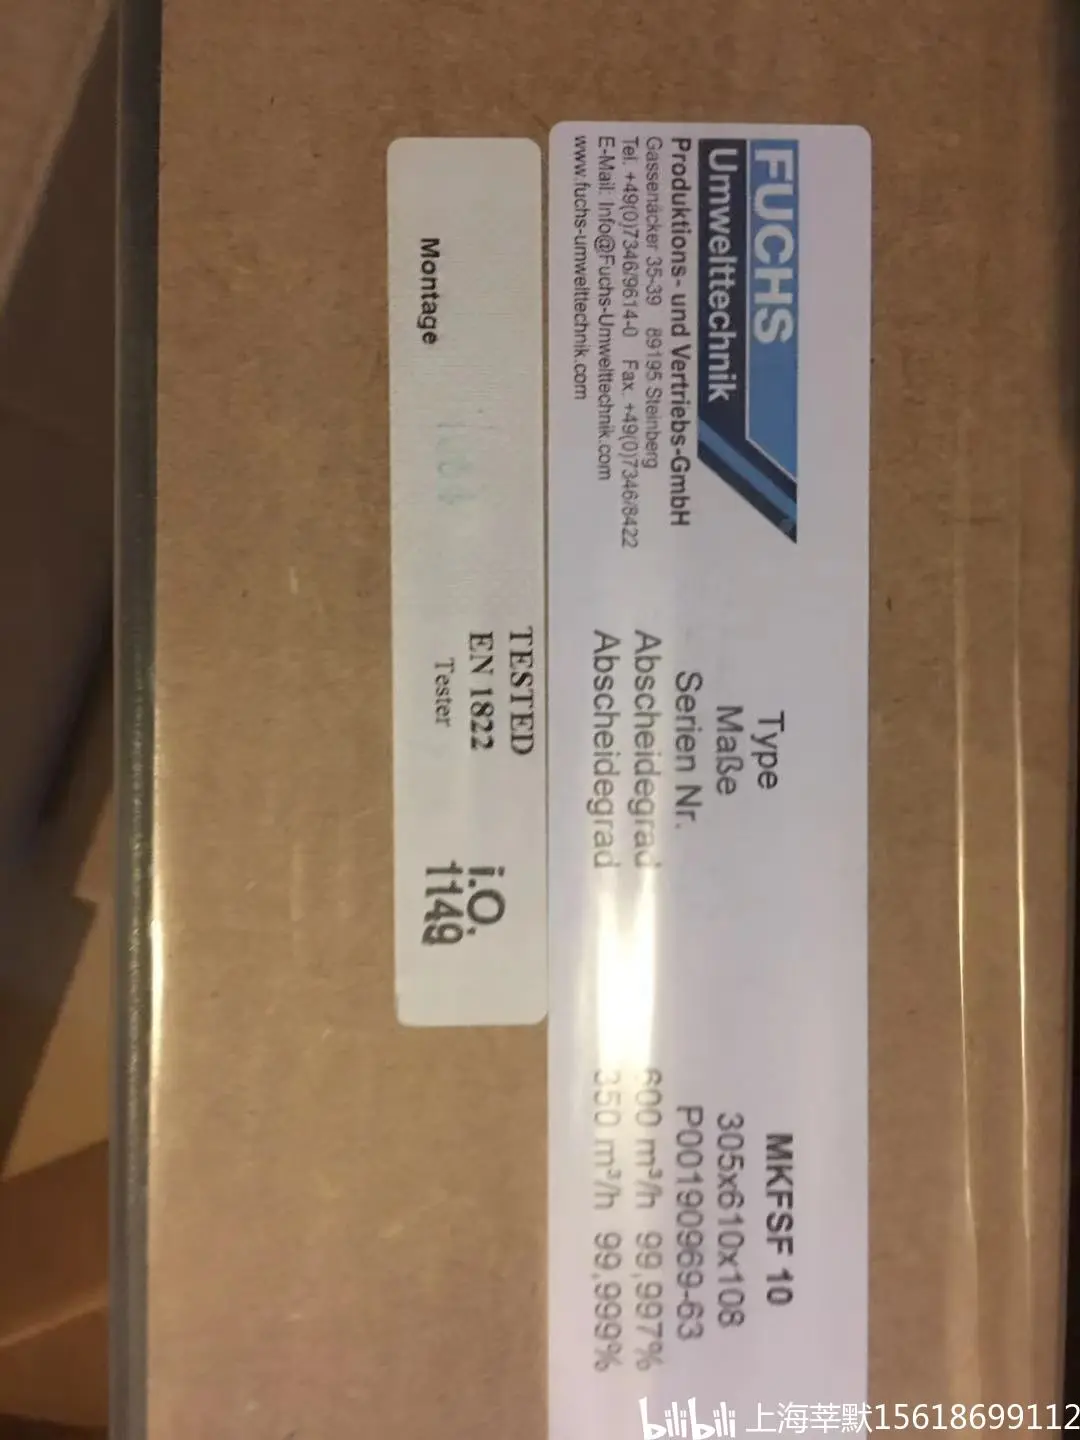 FUCHS
Umwelttechnik
Produktions- und Vertriebs-GmbH
Gassenäcker 35-39 89195 Steinberg
Tel. +49(0)7346/9614-0 Fax. +49(0)7346/8422
E-Mail: Info@Fuchs-Umwelttechnik.com
www.fuchs-umwelttechnik.com
Type MKFSF 10
Maße 305x610x108
Serien Nr. P00190969-63
Abscheidegrad 600 m³/h 99,997%
Abscheidegrad 350 m³/h 99,999%
TESTED
EN 1822 i.O.
Tester 1149
Montage
bilibili 上海莘默15618699112